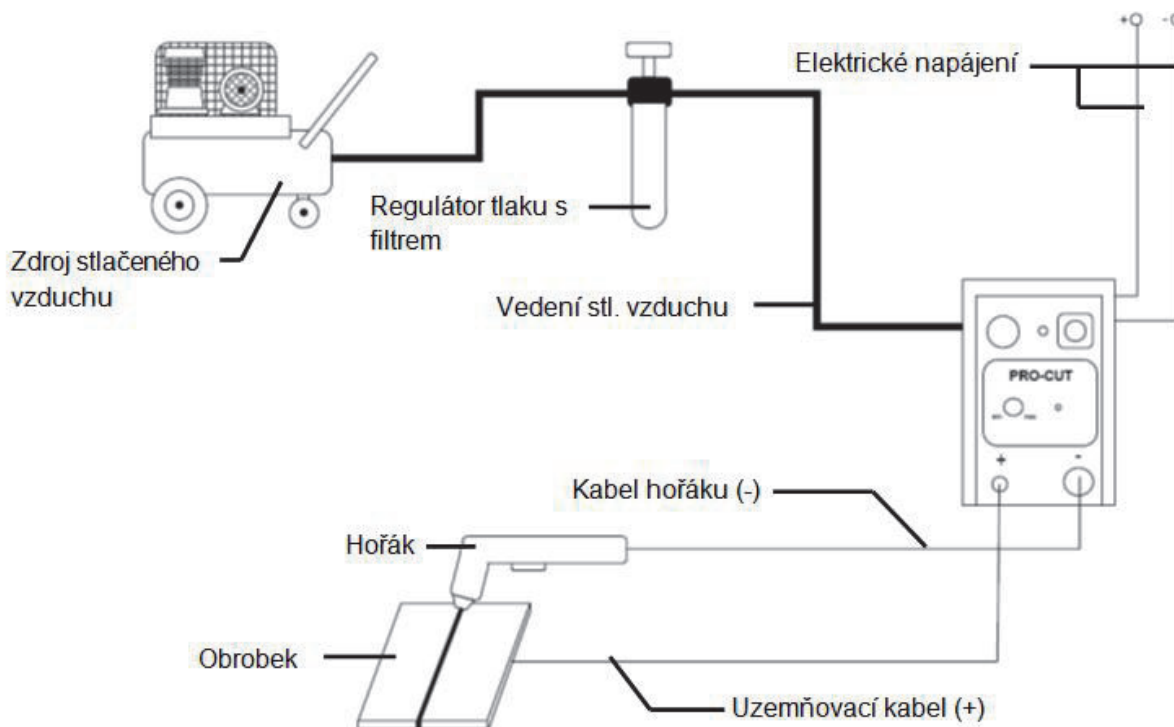 + -
Elektrické napájení
Regulátor tlaku s
filtrem
Zdroj stlačeného
vzduchu
Vedení stl. vzduchu
PRO-CUT
+ -
Kabel hořáku (-)
Hořák
Obrobek
Uzemňovací kabel (+)